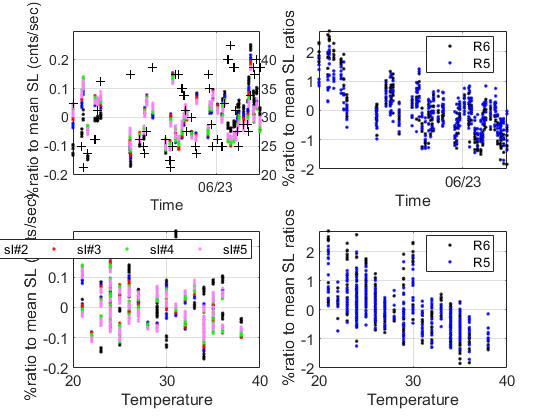 %ratio to mean SL (cnts/sec)
0.2
0.1
0
-0.1
-0.2
40
35
30
25
20
06/23
Time
%ratio to mean SL ratios
2
1
0
-1
-2
R6
R5
06/23
Time
sl#2 sl#3 sl#4 sl#5
0.1
0
-0.1
-0.2
20 30 40
Temperature
%ratio to mean SL ratios
2
1
0
-1
-2
R6
R5
20 30 40
Temperature